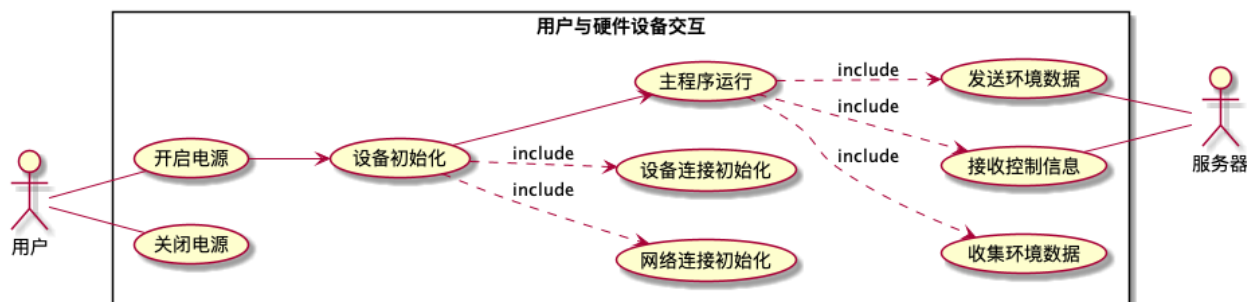 用户与硬件设备交互
主程序运行
include
发送环境数据
include
开启电源
设备初始化
include
设备连接初始化
include
接收控制信息
服务器
include
用户
关闭电源
网络连接初始化
收集环境数据